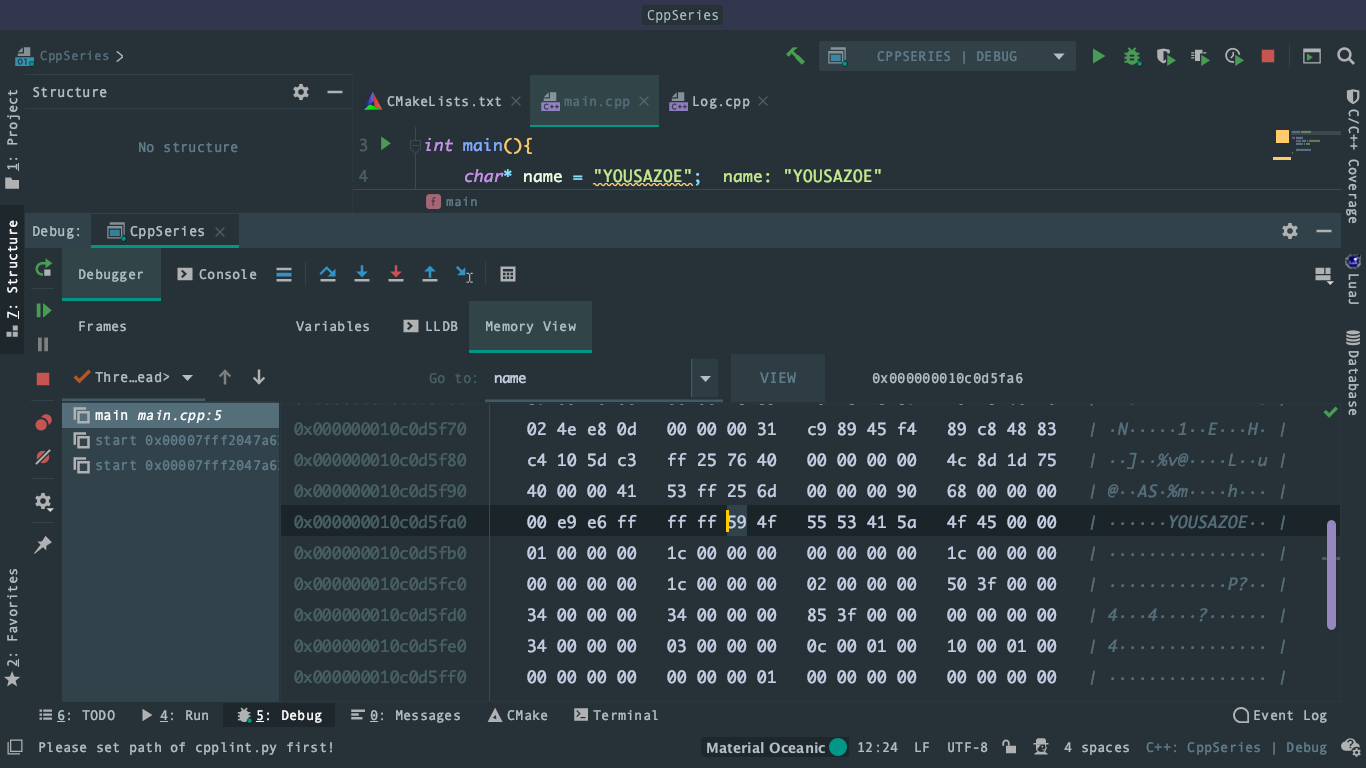 CppSeries
CppSeries
CPPSERIES | DEBUG
Structure
No structure
CMakeLists.txt
main.cpp
Log.cpp
3 int main(){
4 char* name = "YOUSAZOE"; name: "YOUSAZOE"
f main
1: Project
Z: Structure
2: Favorites
C/C++ Coverage
LuaJ
Database
Debug: CppSeries
Debugger
Console
Frames
Variables
LLDB
Memory View
Thre…ead>
Go to: name
VIEW
0x000000010c0d5fa6
main main.cpp:5
start 0x00007fff2047a6
start 0x00007fff2047a6
0x000000010c0d5f70 02 4e e8 0d 00 00 00 31 c9 89 45 f4 89 c8 48 83 | ·N·····1··E···H· |
0x000000010c0d5f80 c4 10 5d c3 ff 25 76 40 00 00 00 00 4c 8d 1d 75 | ··]··%v@····L··u |
0x000000010c0d5f90 40 00 00 41 53 ff 25 6d 00 00 00 90 68 00 00 00 | @··AS·%m····h··· |
0x000000010c0d5fa0 00 e9 e6 ff ff ff 59 4f 55 53 41 5a 4f 45 00 00 | ······YOUSAZOE·· |
0x000000010c0d5fb0 01 00 00 00 1c 00 00 00 00 00 00 00 1c 00 00 00 | ················ |
0x000000010c0d5fc0 00 00 00 00 1c 00 00 00 02 00 00 00 50 3f 00 00 | ············P?·· |
0x000000010c0d5fd0 34 00 00 00 34 00 00 00 85 3f 00 00 00 00 00 00 | 4···4····?······ |
0x000000010c0d5fe0 34 00 00 00 03 00 00 00 0c 00 01 00 10 00 01 00 | 4··············· |
0x000000010c0d5ff0 00 00 00 00 00 00 00 01 00 00 00 00 00 00 00 00 | ················ |
6: TODO
4: Run
5: Debug
0: Messages
CMake
Terminal
Event Log
Please set path of cpplint.py first!
Material Oceanic 12:24 LF UTF-8 4 spaces C++: CppSeries | Debug